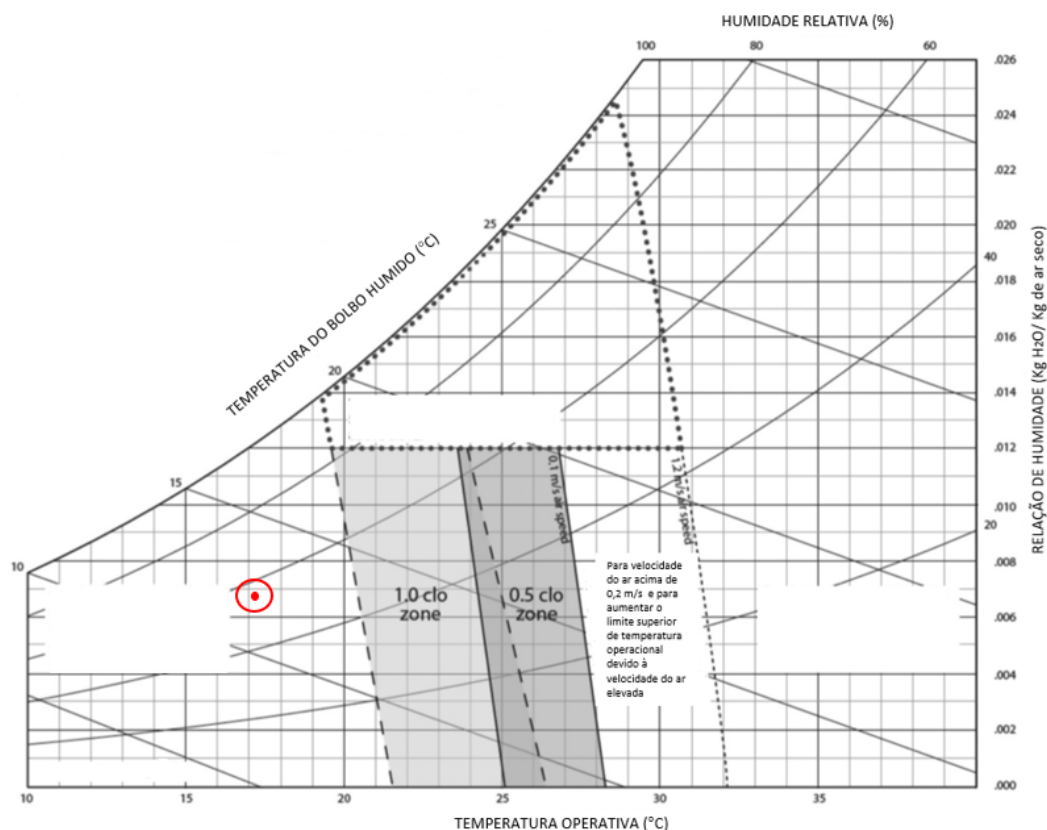 HUMIDADE RELATIVA (%)
100
80
60
.026
.024
.022
25
.020
40
.018
TEMPERATURA DO BOLBO HUMIDO (°C)
.016
20
.014
.012
15
.010
20
.008
10
.006
.004
.002
.000
RELAÇÃO DE HUMIDADE (Kg H2O/ Kg de ar seco)
0.1 m/s air speed
1.2 m/s air speed
1.0 clo
zone
0.5 clo
zone
Para velocidade
do ar acima de
0,2 m/s e para
aumentar o
limite superior
de temperatura
operacional
devido à
velocidade do ar
elevada
10
15
20
25
30
35
TEMPERATURA OPERATIVA (°C)